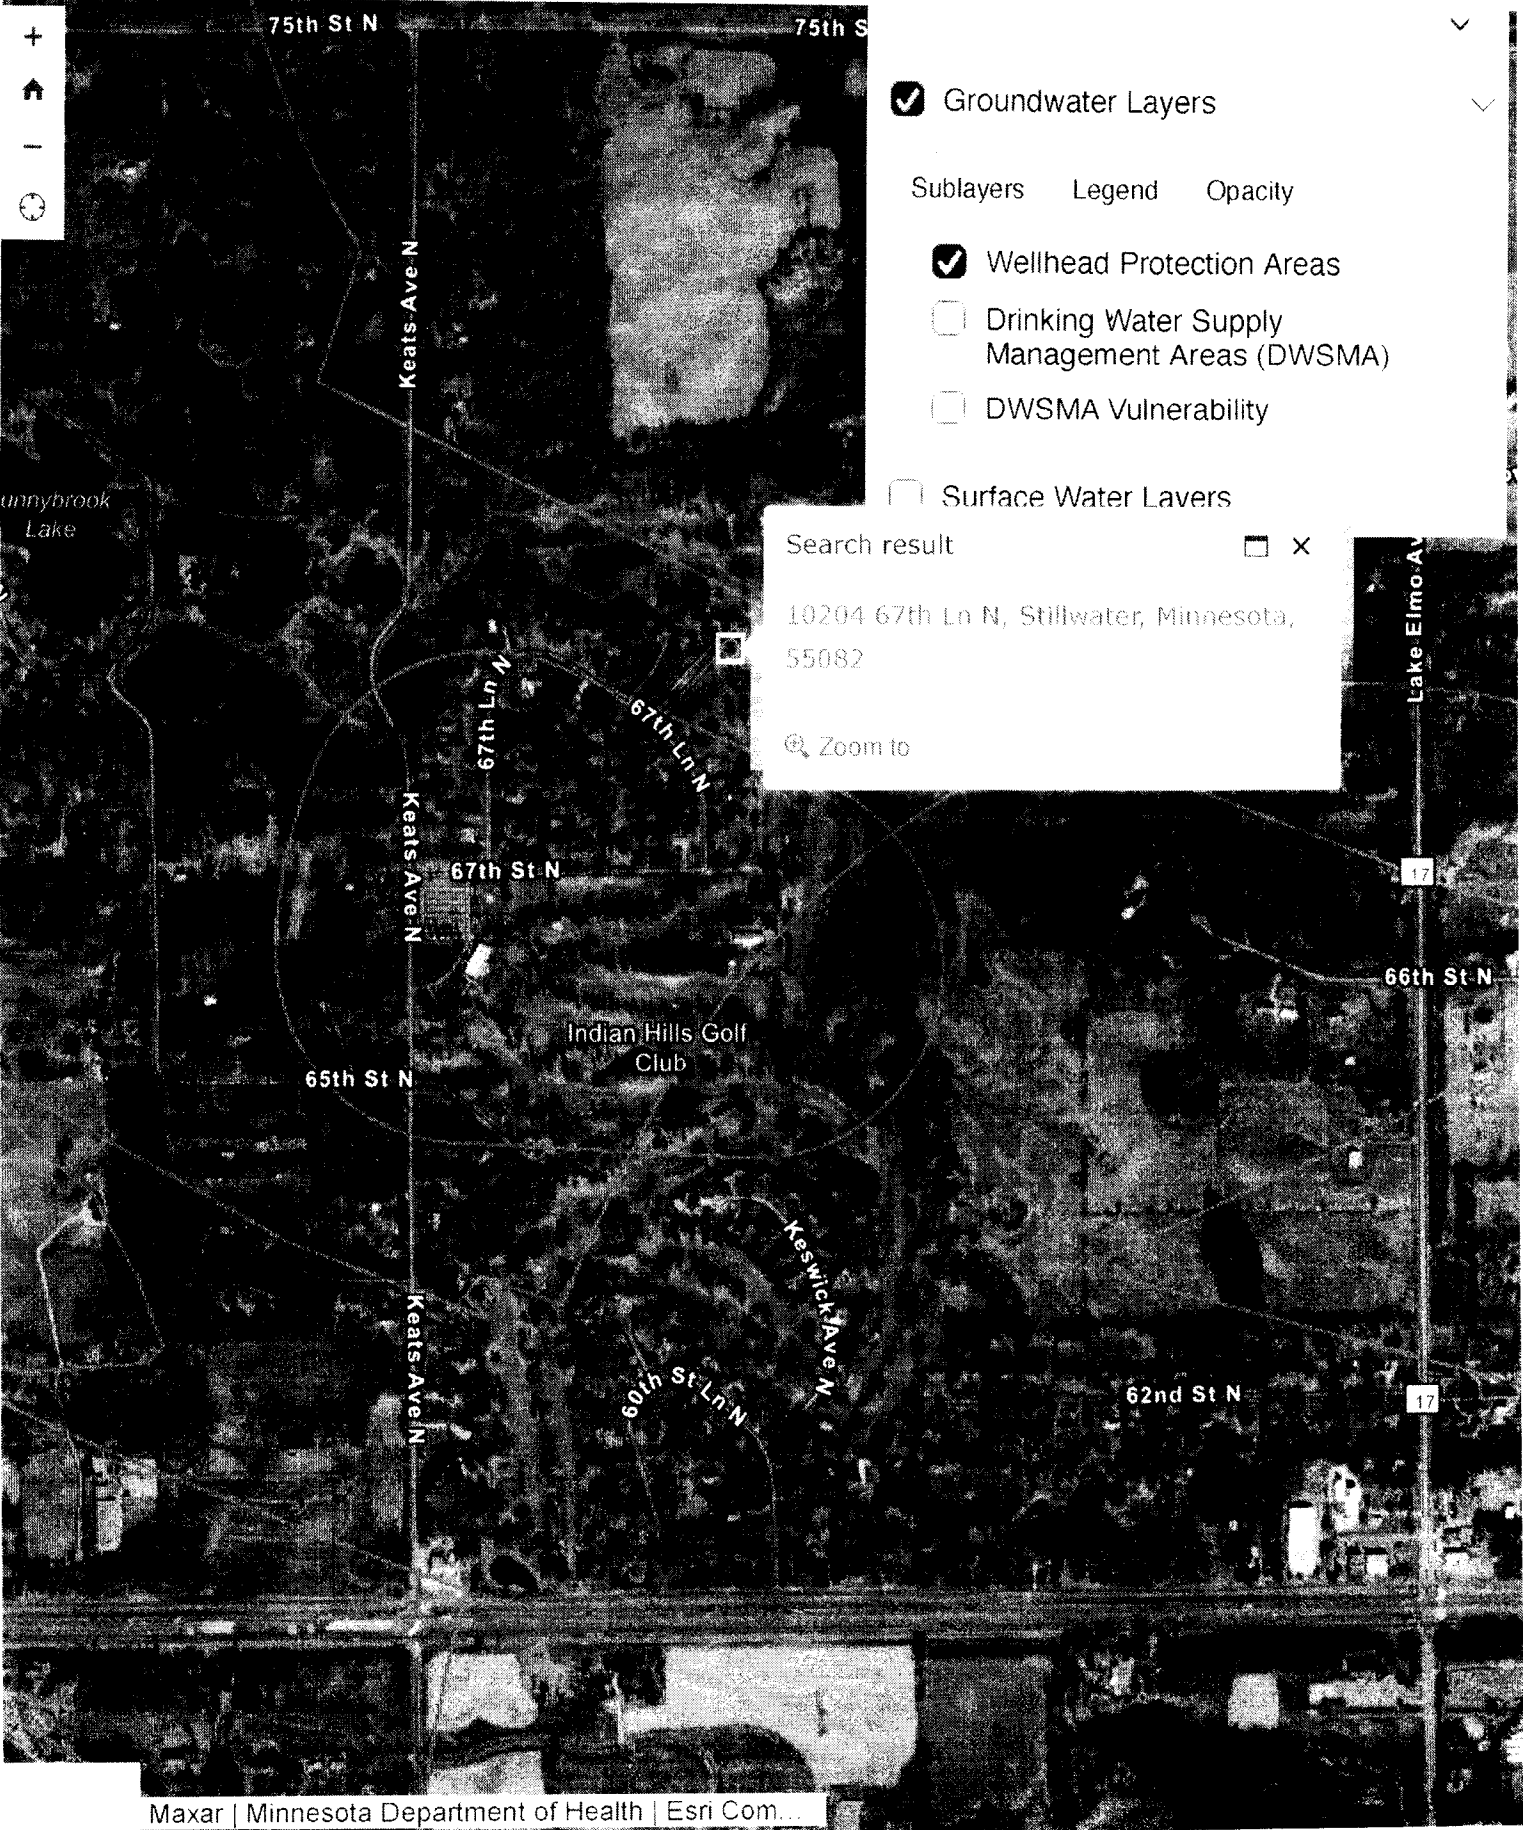 75th St N
75th S
Groundwater Layers
Sublayers Legend Opacity
Wellhead Protection Areas
Drinking Water Supply
Management Areas (DWSMA)
DWSMA Vulnerability
Surface Water Layers
Keats Ave N
unnybrook
Lake
Search result
10204 67th Ln N, Stillwater, Minnesota,
55082
Zoom to
Lake Elmo Av
67th Ln N
67th Ln N
Keats Ave N
67th St N
17
66th St N
Indian Hills Golf
Club
65th St N
Keswick Ave N
Keats Ave N
60th St Ln N
62nd St N
17
Maxar | Minnesota Department of Health | Esri Com...